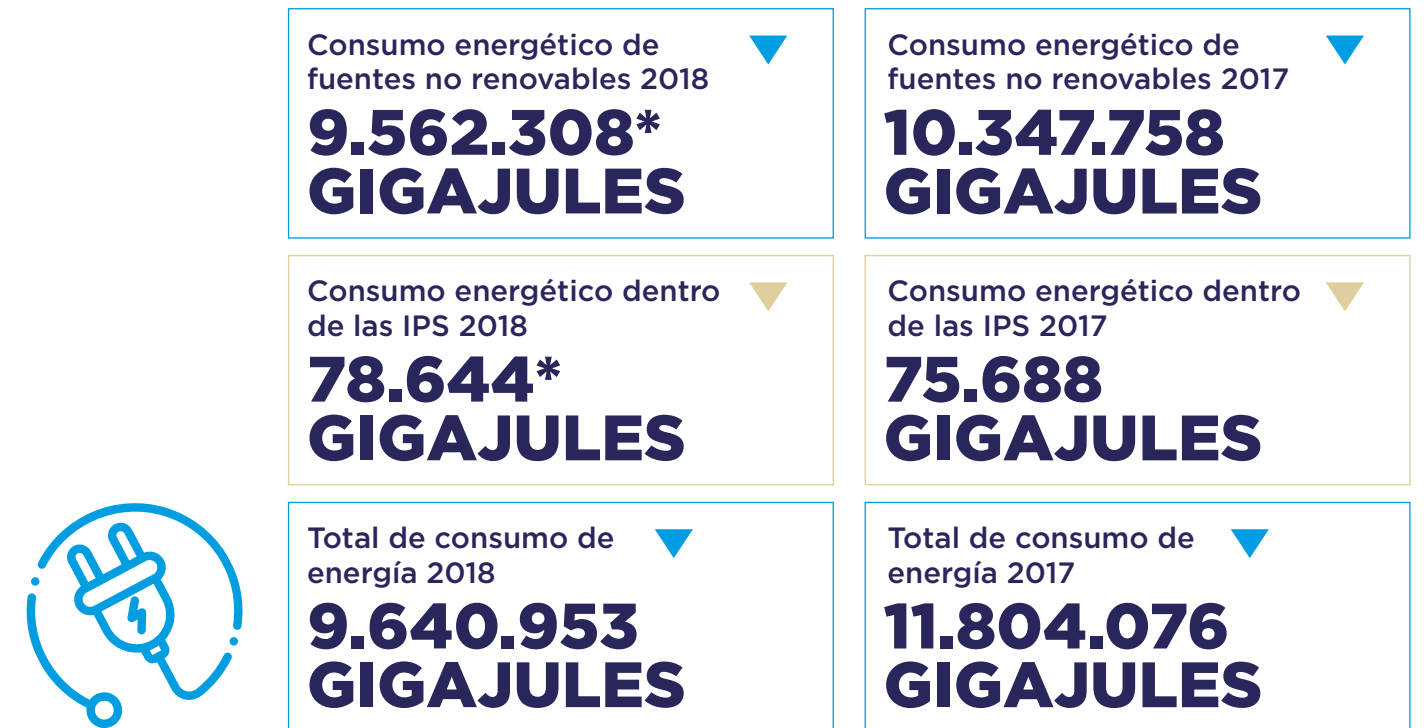 Consumo energético de
fuentes no renovables 2018
9.562.308*
GIGAJULES
Consumo energético de
fuentes no renovables 2017
10.347.758
GIGAJULES
Consumo energético dentro
de las IPS 2018
78.644*
GIGAJULES
Consumo energético dentro
de las IPS 2017
75.688
GIGAJULES
Total de consumo de
energía 2018
9.640.953
GIGAJULES
Total de consumo de
energía 2017
11.804.076
GIGAJULES